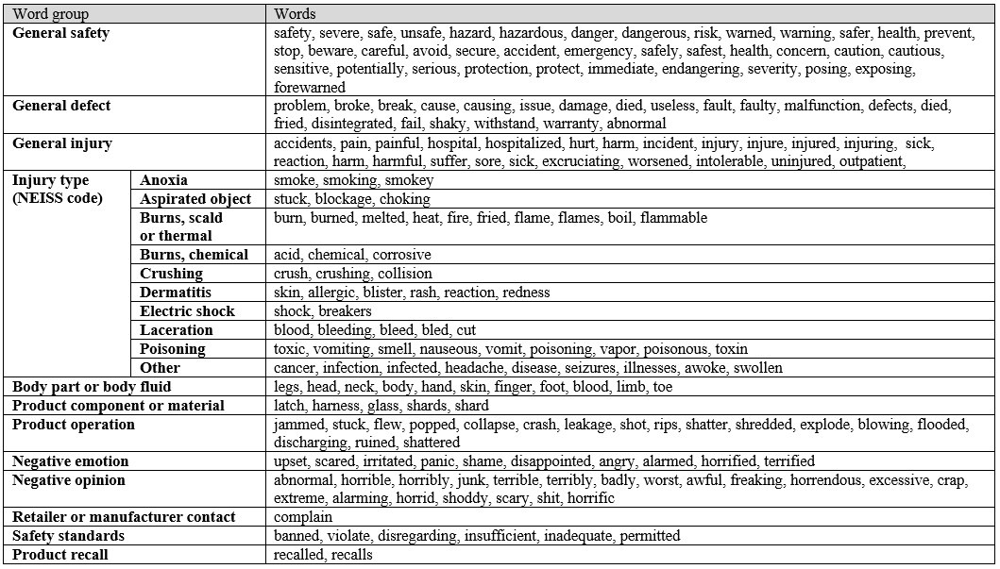 Word group Words
General safety safety, severe, safe, unsafe, hazard, hazardous, danger, dangerous, risk, warned, warning, safer, health, prevent,
stop, beware, careful, avoid, secure, accident, emergency, safely, safest, health, concern, caution, cautious,
sensitive, potentially, serious, protection, protect, immediate, endangering, severity, posing, exposing,
forewarned
General defect problem, broke, break, cause, causing, issue, damage, died, useless, fault, faulty, malfunction, defects, died,
fried, disintegrated, fail, shaky, withstand, warranty, abnormal
General injury accidents, pain, painful, hospital, hospitalized, hurt, harm, incident, injury, injure, injured, injuring, sick,
reaction, harm, harmful, suffer, sore, sick, excruciating, worsened, intolerable, uninjured, outpatient,
Injury type Anoxia smoke, smoking, smokey
(NEISS code) Aspirated object stuck, blockage, choking
Burns, scald burn, burned, melted, heat, fire, fried, flame, flames, boil, flammable
or thermal
Burns, chemical acid, chemical, corrosive
Crushing crush, crushing, collision
Dermatitis skin, allergic, blister, rash, reaction, redness
Electric shock shock, breakers
Laceration blood, bleeding, bleed, bled, cut
Poisoning toxic, vomiting, smell, nauseous, vomit, poisoning, vapor, poisonous, toxin
Other cancer, infection, infected, headache, disease, seizures, illnesses, awoke, swollen
Body part or body fluid legs, head, neck, body, hand, skin, finger, foot, blood, limb, toe
Product component or material latch, harness, glass, shards, shard
Product operation jammed, stuck, flew, popped, collapse, crash, leakage, shot, rips, shatter, shredded, explode, blowing, flooded,
discharging, ruined, shattered
Negative emotion upset, scared, irritated, panic, shame, disappointed, angry, alarmed, horrified, terrified
Negative opinion abnormal, horrible, horribly, junk, terrible, terribly, badly, worst, awful, freaking, horrendous, excessive, crap,
extreme, alarming, horrid, shoddy, scary, shit, horrific
Retailer or manufacturer contact complain
Safety standards banned, violate, disregarding, insufficient, inadequate, permitted
Product recall recalled, recalls